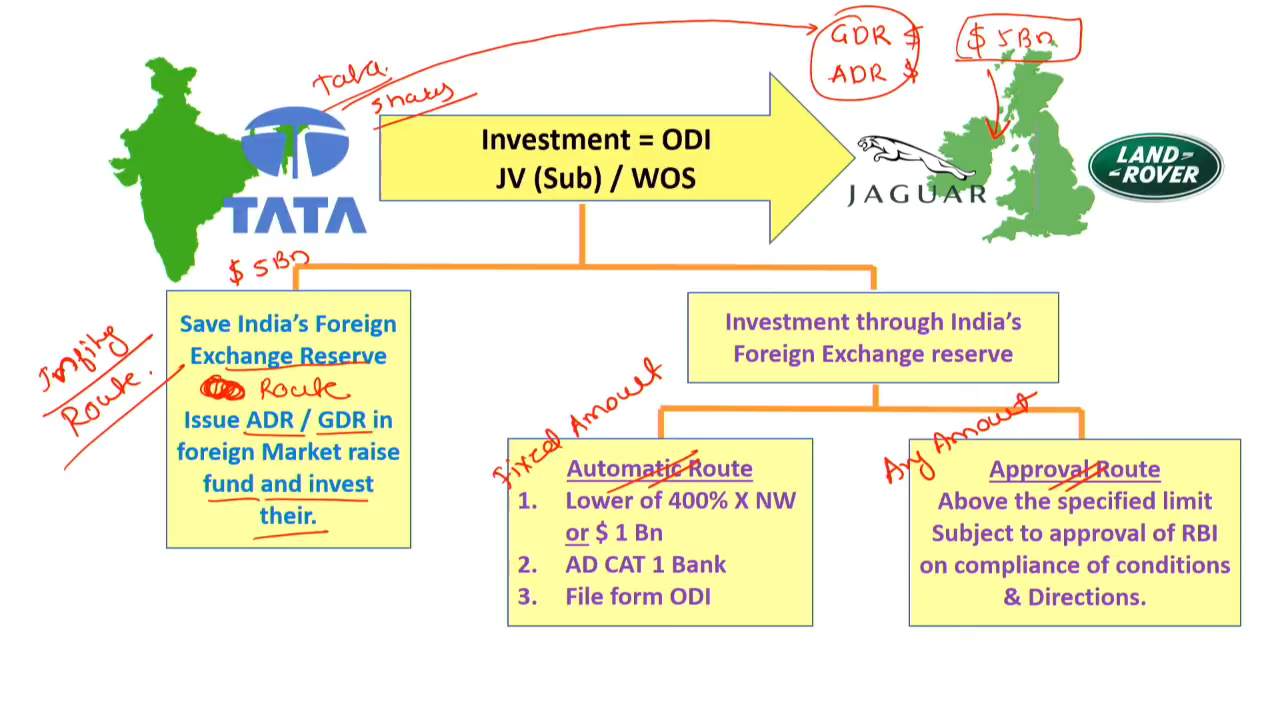 GDR $
ADR $
$ 5Bn
Tata
shares
Investment = ODI
JV (Sub) / WOS
TATA
JAGUAR
LAND-
ROVER
$ 5Bn
Save India's Foreign
Exchange Reserve
Route
Issue ADR / GDR in
foreign Market raise
fund and invest
their.
Route.
Investment through India's
Foreign Exchange reserve
Fixed Amount
Automatic Route
1. Lower of 400% X NW
or $ 1 Bn
2. AD CAT 1 Bank
3. File form ODI
Any Amount
Approval Route
Above the specified limit
Subject to approval of RBI
on compliance of conditions
& Directions.